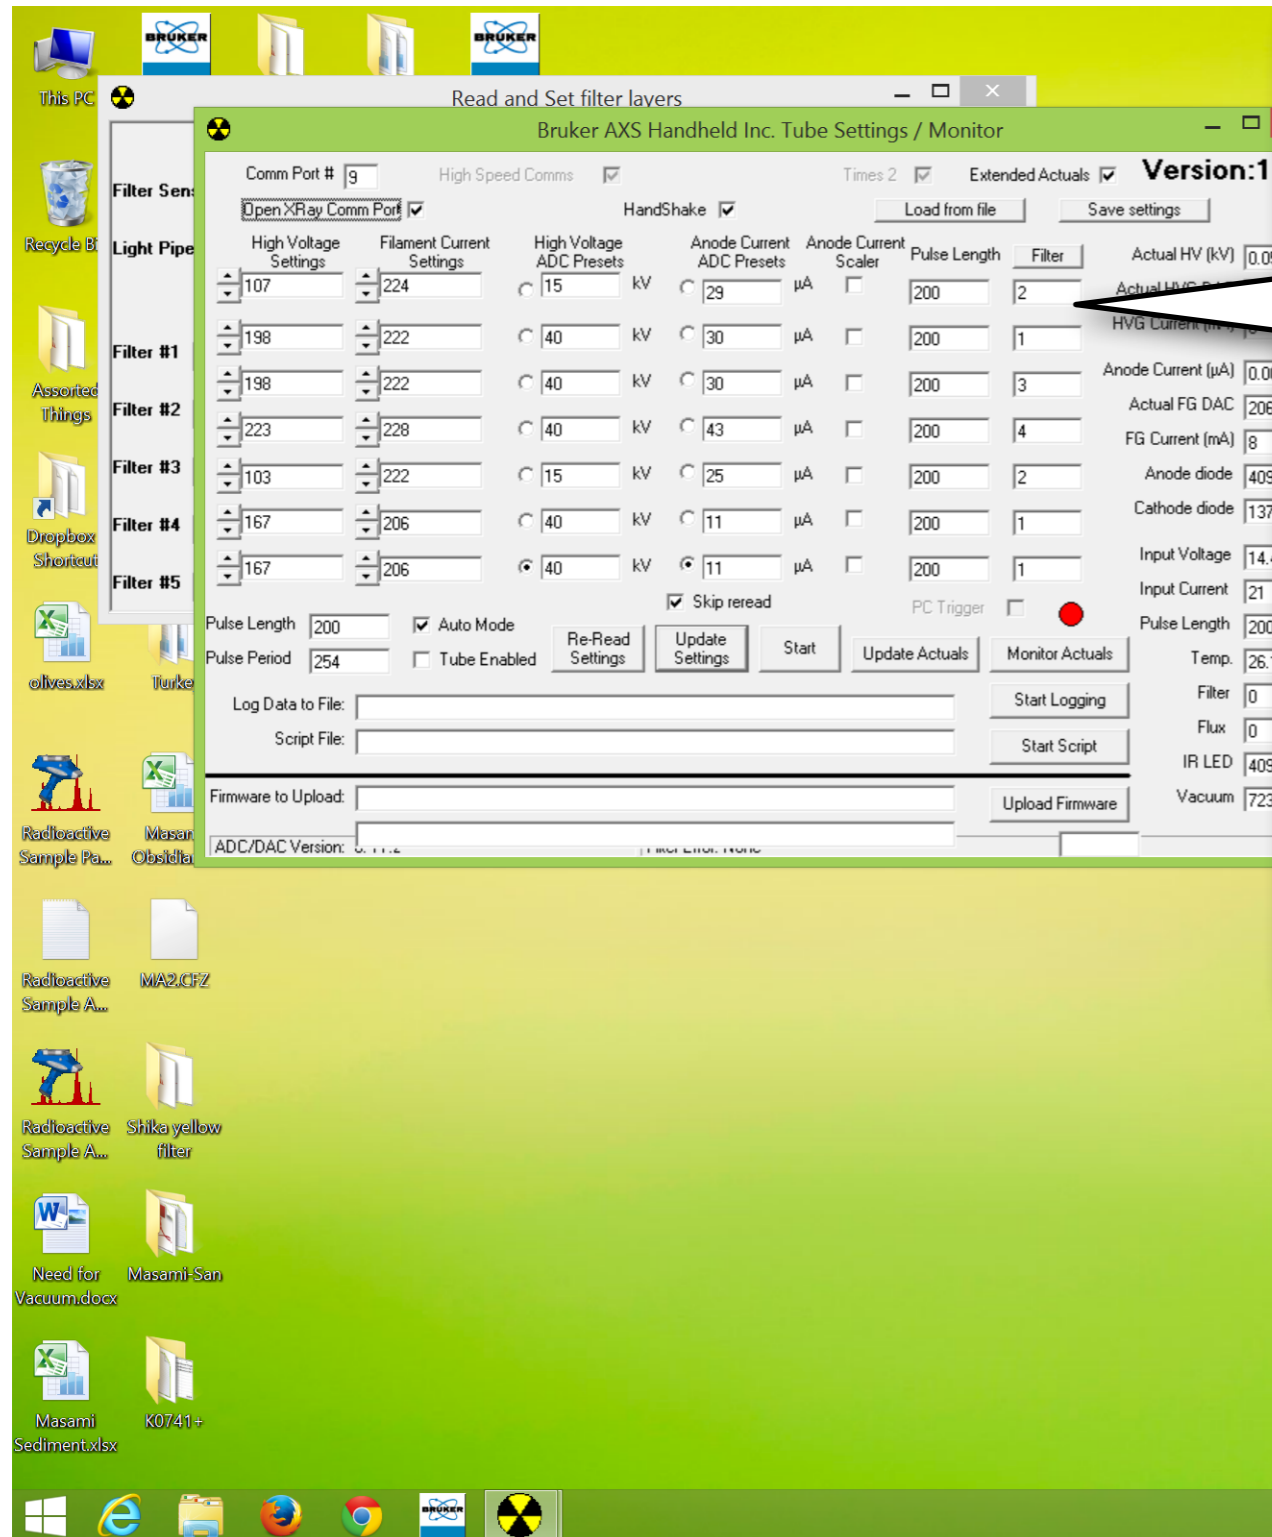 BRUKER
BRUKER
This PC
Read and Set filter layers
Bruker AXS Handheld Inc. Tube Settings / Monitor
Comm Port # 9 High Speed Comms Times 2 Extended Actuals Version:1
Filter
Open XRay Comm Port HandShake Load from file Save settings
Recycle
Light Pipe
High Voltage Settings Filament Current Settings High Voltage ADC Presets Anode Current ADC Presets Anode Current Scaler Pulse Length Filter Actual HV (kV)
107 224 15 kV 29 µA 200 2
HVG Current
198 222 40 kV 30 µA 200 1
Filter #1
198 222 40 kV 30 µA 200 3 Anode Current (µA)
Assorted Things
Filter #2
Actual FG DAC 206
223 228 40 kV 43 µA 200 4 FG Current (mA) 8
Filter #3
103 222 15 kV 25 µA 200 2 Anode diode 409
Dropbox Shortcut
Filter #4
167 206 40 kV 11 µA 200 1 Cathode diode 137
Filter #5
167 206 40 kV 11 µA 200 1 Input Voltage 14.
Skip reread PC Trigger Input Current 21
Pulse Length 200 Auto Mode Re-Read Settings Update Settings Start Update Actuals Monitor Actuals Pulse Length 200
Pulse Period 254 Tube Enabled Temp. 26.
olives.xlsx
Log Data to File: Start Logging Filter 0
Script File: Start Script Flux 0
IR LED 409
Firmware to Upload: Upload Firmware Vacuum 723
ADC/DAC Version:
Radioactive
Sample Pa...
Masam
Obsidia
Radioactive
Sample A...
MA2.CFZ
Radioactive
Sample A...
Shika yellow
filter
Need for
Vacuum.docx
Masami-San
Masami
Sediment.xlsx
K0741+
BRUKER